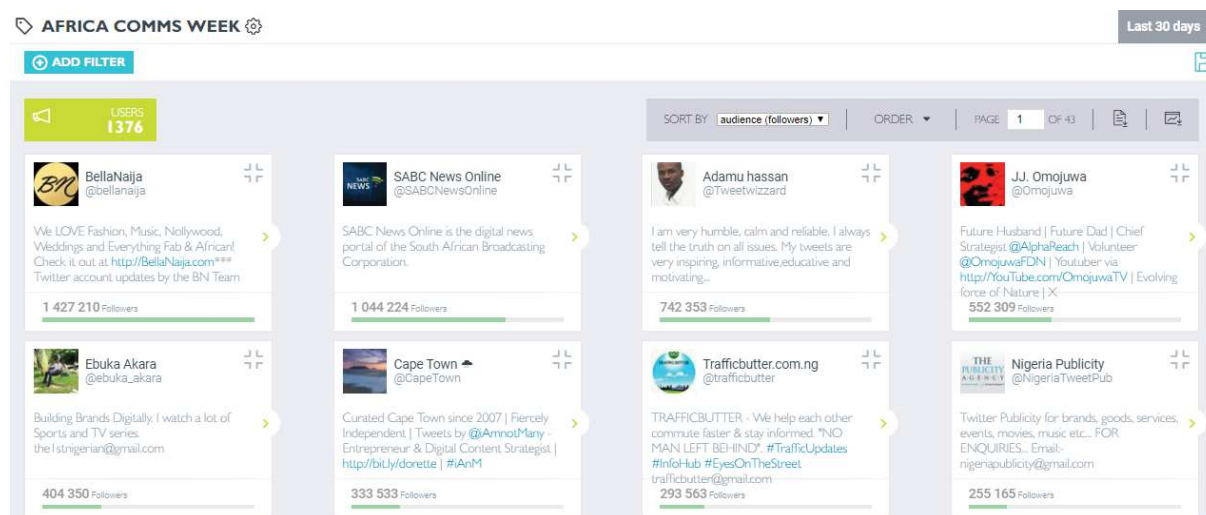 AFRICA COMMS WEEK
Last 30 days
ADD FILTER
USERS
1376
SORT BY audience (followers) ▼ ORDER ▼ PAGE 1 OF 43
BN
BellaNaija
@bellanaija
We LOVE Fashion, Music, Nollywood,
Weddings and Everything Fab & African!
Check it out at http://BellaNaija.com***
Twitter account updates by the BN Team
1 427 210 Followers
SABC
NEWS
SABC News Online
@SABCNewsOnline
SABC News Online is the digital news
portal of the South African Broadcasting
Corporation.
1 044 224 Followers
Adamu hassan
@Tweetwizzard
I am very humble, calm and reliable. I always
tell the truth on all issues. My tweets are
very inspiring, informative,educative and
motivating...
742 353 Followers
JJ. Omojuwa
@Omojuwa
Future Husband | Future Dad | Chief
Strategist @AlphaReach | Volunteer
@OmojuwaFDN | Youtuber via
http://YouTube.com/OmojuwaTV | Evolving
force of Nature | X
552 309 Followers
Ebuka Akara
@ebuka_akara
Building Brands Digitally. I watch a lot of
Sports and TV series.
the1stnigerian@gmail.com
404 350 Followers
Cape Town
@CapeTown
Curated Cape Town since 2007 | Fiercely
Independent | Tweets by @iAmnotMany -
Entrepreneur & Digital Content Strategist |
http://bit.ly/dorette | #iAnM
333 533 Followers
Trafficbutter.com.ng
@trafficbutter
TRAFFICBUTTER - We help each other
commute faster & stay informed. "NO
MAN LEFT BEHIND". #TrafficUpdates
#InfoHub #EyesOnTheStreet
trafficbutter@gmail.com
293 563 Followers
THE
PUBLICITY
AGENCY
Nigeria Publicity
@NigeriaTweetPub
Twitter Publicity for brands, goods, services,
events, movies, music etc... FOR
ENQUIRIES... Email:-
nigeriapublicity@gmail.com
255 165 Followers